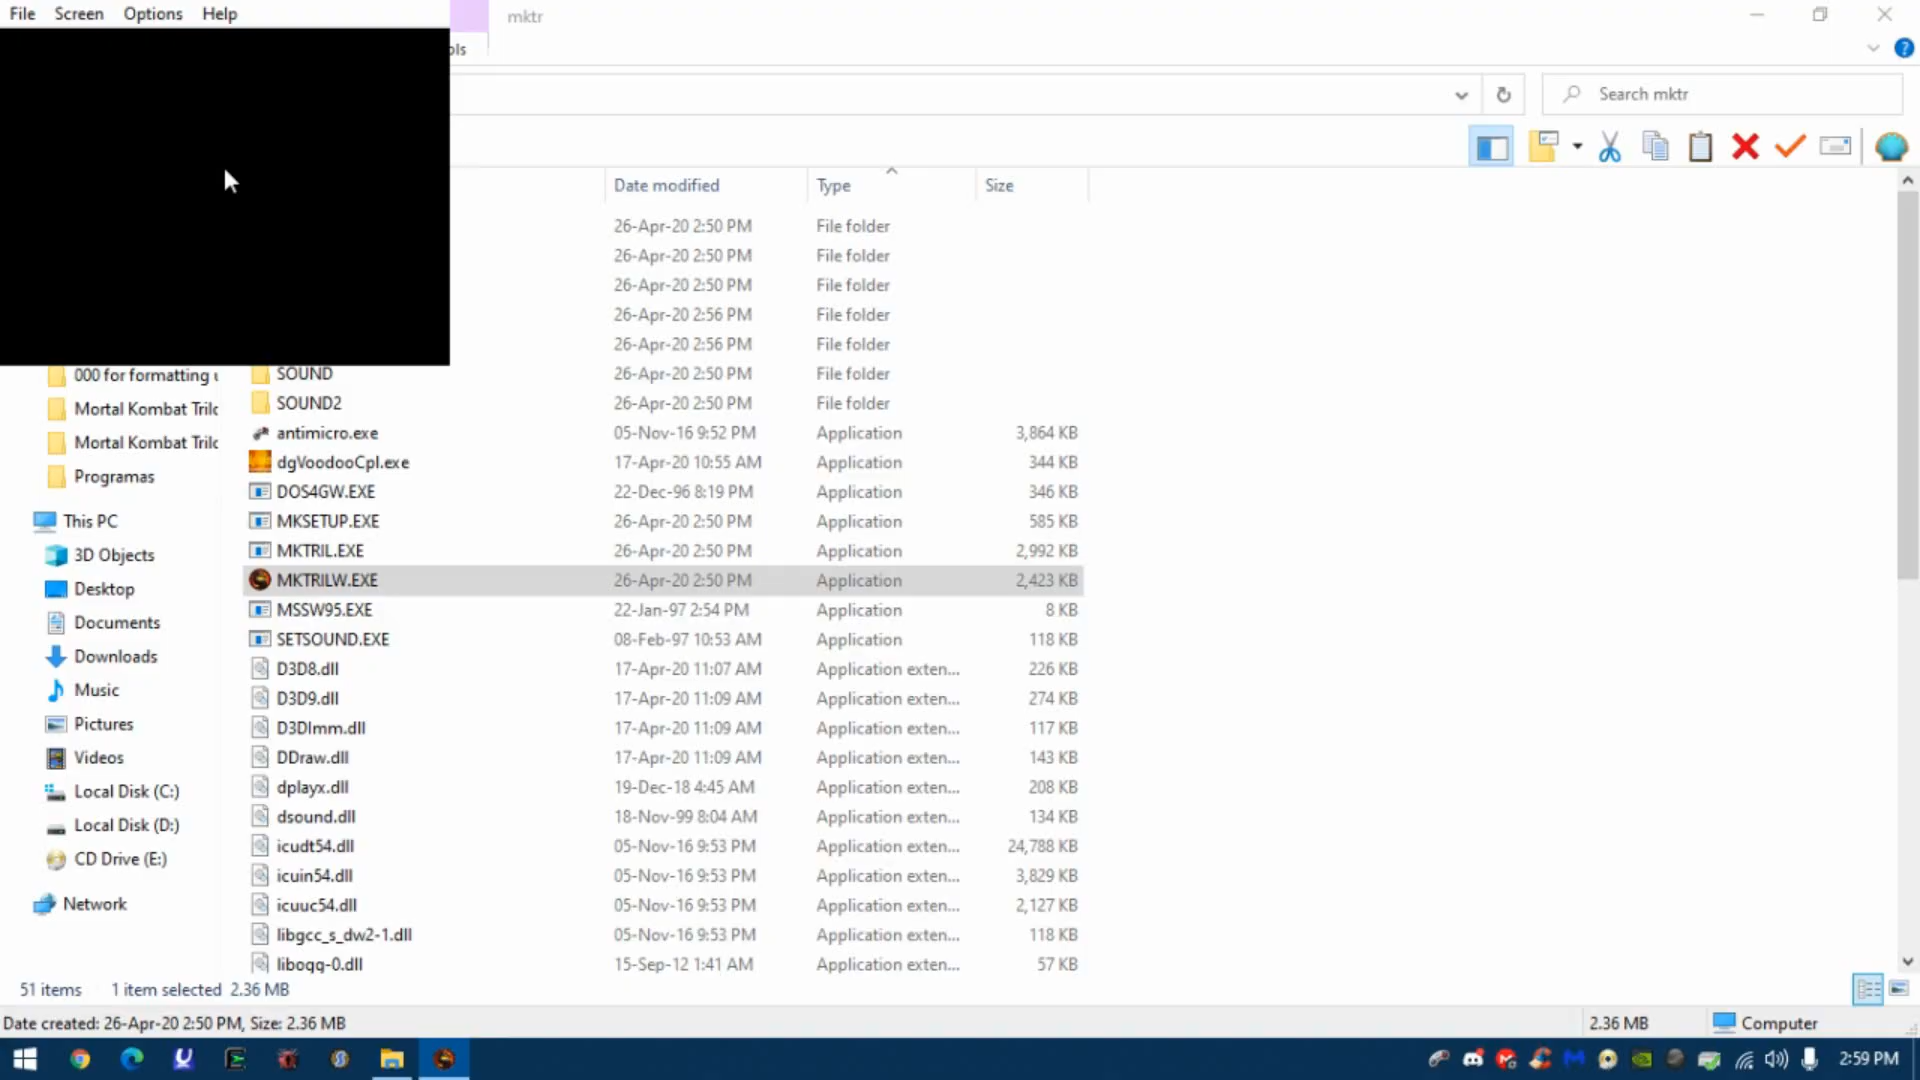 File Screen Options Help
mktr
ols
Search mktr
Date modified Type Size
26-Apr-20 2:50 PM File folder
26-Apr-20 2:50 PM File folder
26-Apr-20 2:50 PM File folder
26-Apr-20 2:56 PM File folder
26-Apr-20 2:56 PM File folder
SOUND 26-Apr-20 2:50 PM File folder
SOUND2 26-Apr-20 2:50 PM File folder
antimicro.exe 05-Nov-16 9:52 PM Application 3,864 KB
dgVoodooCpl.exe 17-Apr-20 10:55 AM Application 344 KB
DOS4GW.EXE 22-Dec-96 8:19 PM Application 346 KB
MKSETUP.EXE 26-Apr-20 2:50 PM Application 585 KB
MKTRIL.EXE 26-Apr-20 2:50 PM Application 2,992 KB
MKTRILW.EXE 26-Apr-20 2:50 PM Application 2,423 KB
MSSW95.EXE 22-Jan-97 2:54 PM Application 8 KB
SETSOUND.EXE 08-Feb-97 10:53 AM Application 118 KB
D3D8.dll 17-Apr-20 11:07 AM Application exten... 226 KB
D3D9.dll 17-Apr-20 11:09 AM Application exten... 274 KB
D3DImm.dll 17-Apr-20 11:09 AM Application exten... 117 KB
DDraw.dll 17-Apr-20 11:09 AM Application exten... 143 KB
dplayx.dll 19-Dec-18 4:45 AM Application exten... 208 KB
dsound.dll 18-Nov-99 8:04 AM Application exten... 134 KB
icudt54.dll 05-Nov-16 9:53 PM Application exten... 24,788 KB
icuin54.dll 05-Nov-16 9:53 PM Application exten... 3,829 KB
icuuc54.dll 05-Nov-16 9:53 PM Application exten... 2,127 KB
libgcc_s_dw2-1.dll 05-Nov-16 9:53 PM Application exten... 118 KB
libogg-0.dll 15-Sep-12 1:41 AM Application exten... 57 KB
000 for formatting
Mortal Kombat Trilo
Mortal Kombat Trilo
Programas
This PC
3D Objects
Desktop
Documents
Downloads
Music
Pictures
Videos
Local Disk (C:)
Local Disk (D:)
CD Drive (E:)
Network
51 items 1 item selected 2.36 MB
Date created: 26-Apr-20 2:50 PM, Size: 2.36 MB 2.36 MB Computer
2:59 PM